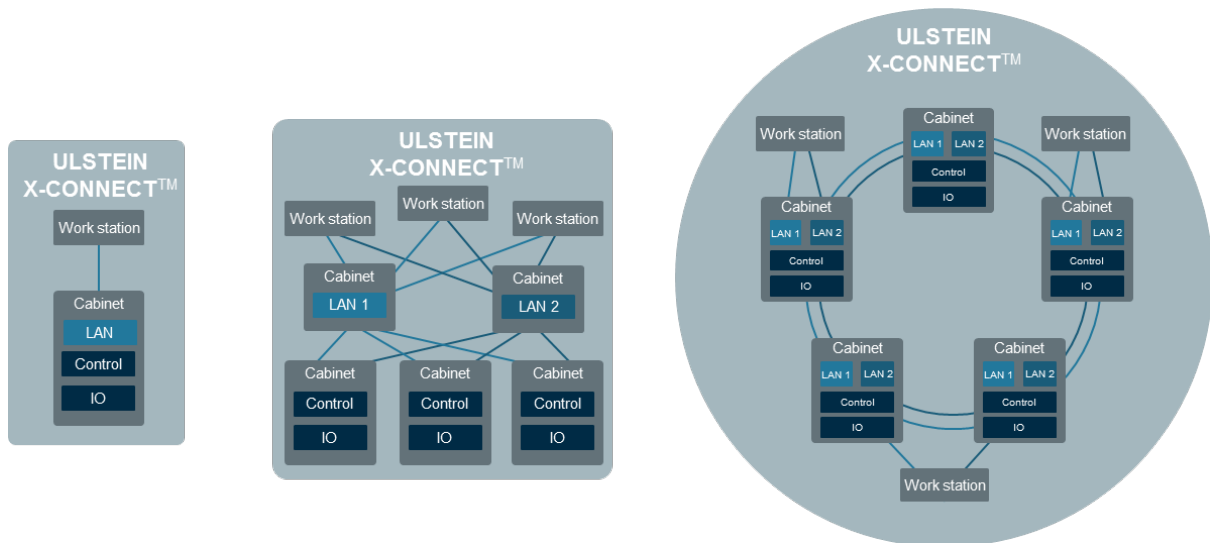 ULSTEIN
X-CONNECT™
Work station
Cabinet
LAN
Control
IO
ULSTEIN
X-CONNECT™
Work station
Work station
Work station
Cabinet
LAN 1
Cabinet
LAN 2
Cabinet
Control
IO
Cabinet
Control
IO
Cabinet
Control
IO
ULSTEIN
X-CONNECT™
Work station
Cabinet
LAN 1 LAN 2
Control
IO
Work station
Cabinet
LAN 1 LAN 2
Control
IO
Cabinet
LAN 1 LAN 2
Control
IO
Cabinet
LAN 1 LAN 2
Control
IO
Cabinet
LAN 1 LAN 2
Control
IO
Work station